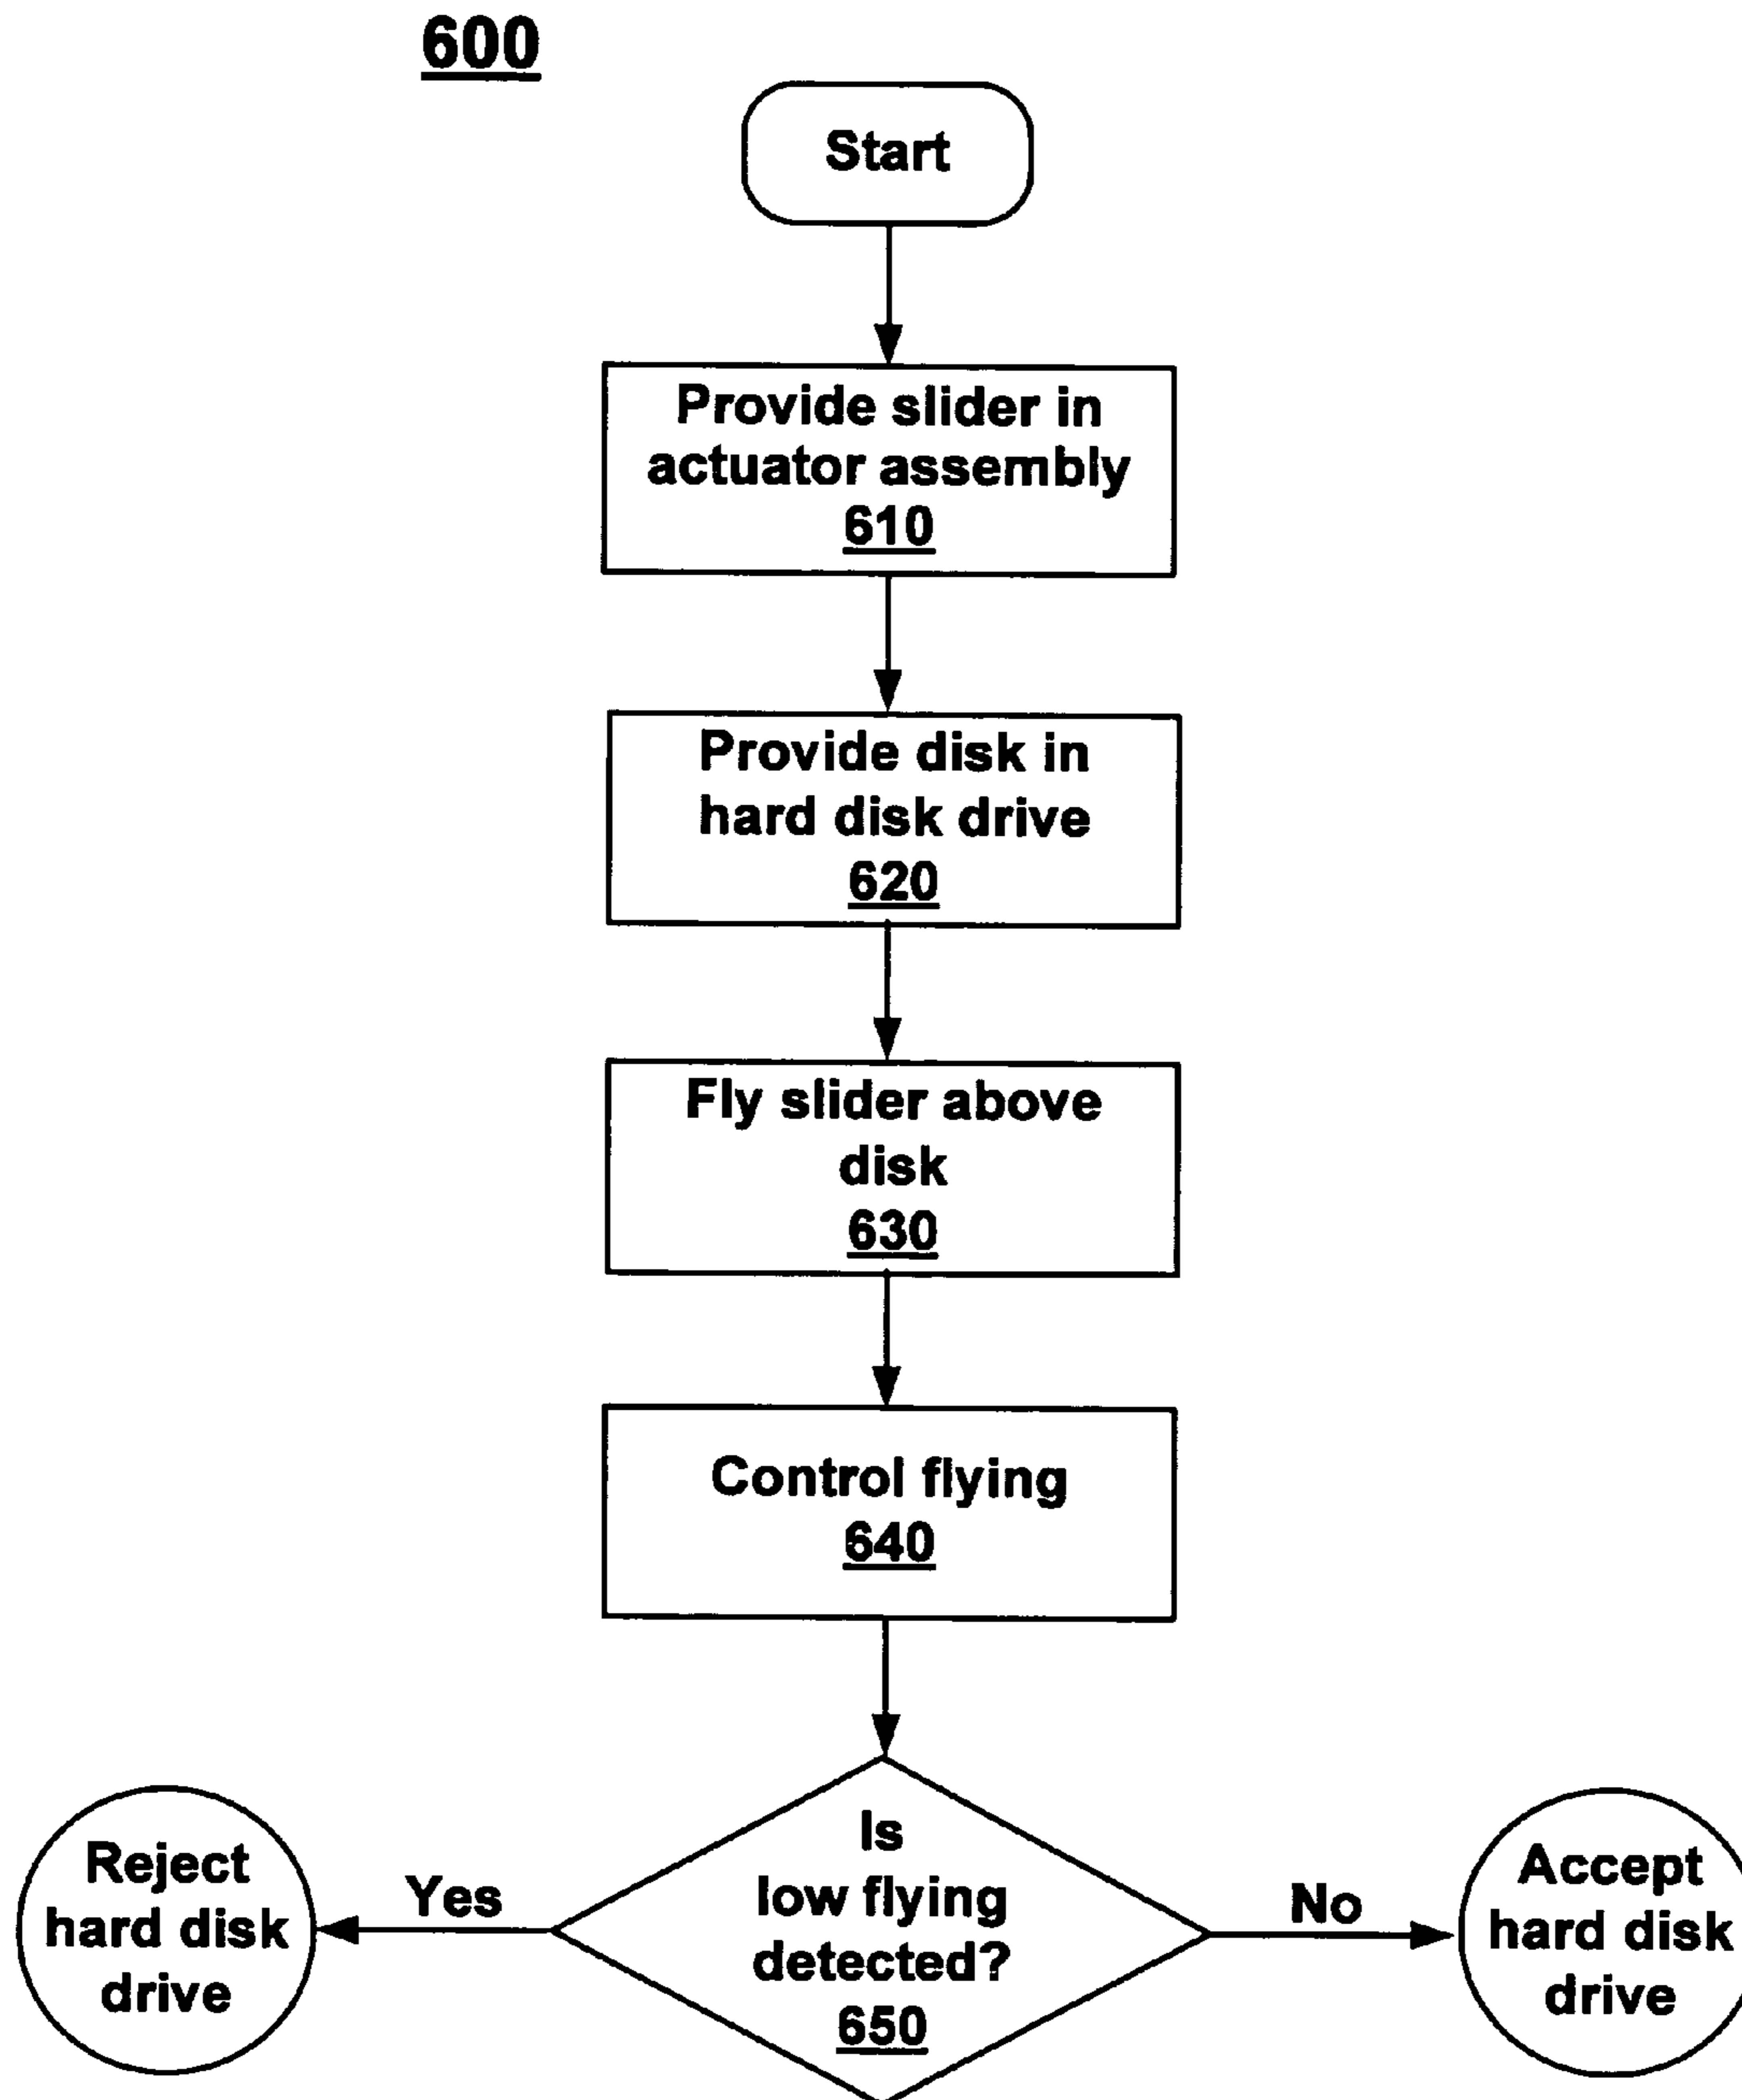 600
Start
Provide slider in
actuator assembly
610
Provide disk in
hard disk drive
620
Fly slider above
disk
630
Control flying
640
Is
low flying
detected?
650
Yes
Reject
hard disk
drive
No
Accept
hard disk
drive